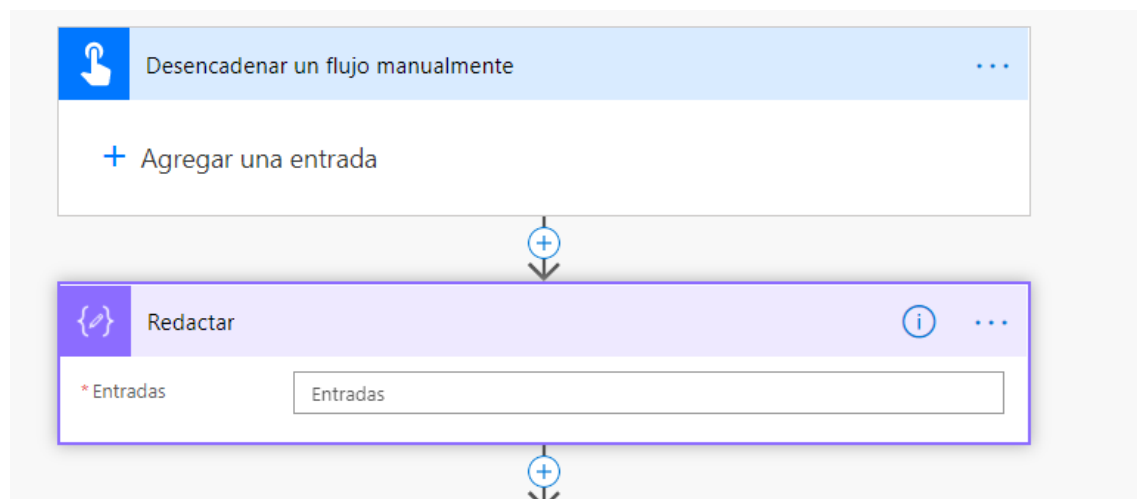 Desencadenar un flujo manualmente
Agregar una entrada
Redactar
* Entradas
Entradas